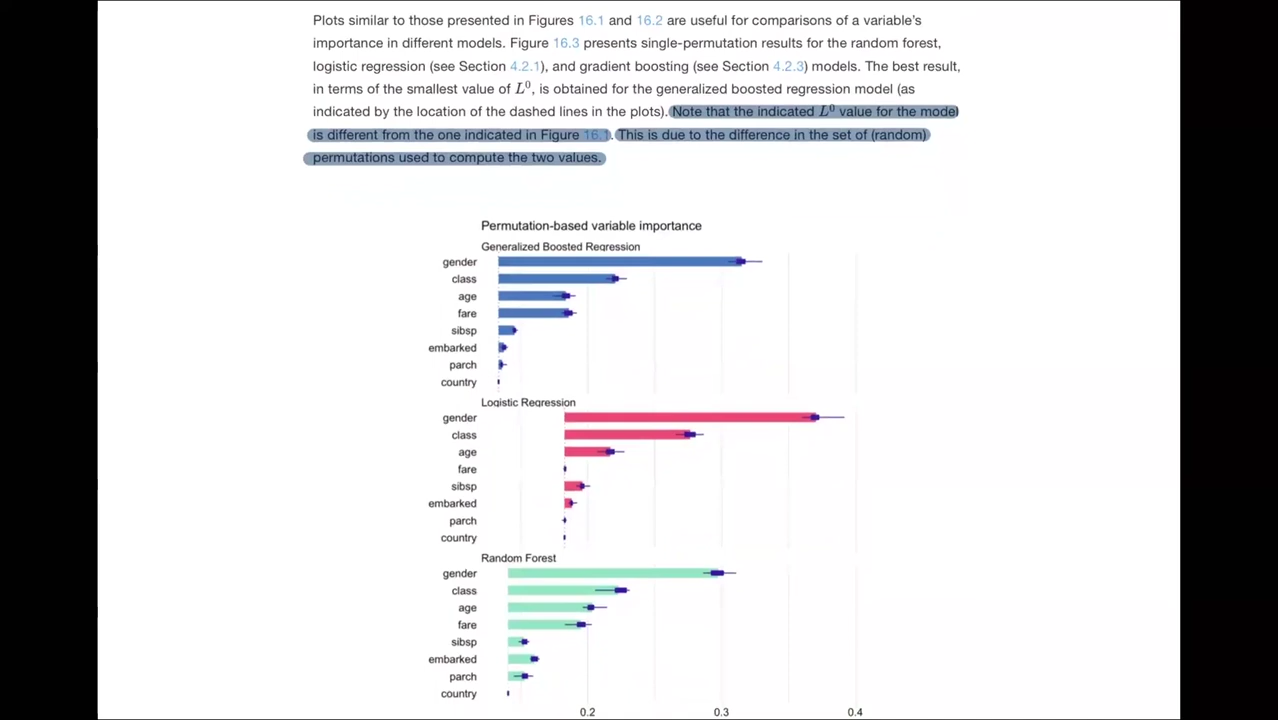 Plots similar to those presented in Figures 16.1 and 16.2 are useful for comparisons of a variable's
importance in different models. Figure 16.3 presents single-permutation results for the random forest,
logistic regression (see Section 4.2.1), and gradient boosting (see Section 4.2.3) models. The best result,
in terms of the smallest value of L⁰, is obtained for the generalized boosted regression model (as
indicated by the location of the dashed lines in the plots). Note that the indicated L⁰ value for the model
is different from the one indicated in Figure 16.1. This is due to the difference in the set of (random)
permutations used to compute the two values.
Permutation-based variable importance
Generalized Boosted Regression
gender
class
age
fare
sibsp
embarked
parch
country
Logistic Regression
gender
class
age
fare
sibsp
embarked
parch
country
Random Forest
gender
class
age
fare
sibsp
embarked
parch
country
0.2 0.3 0.4